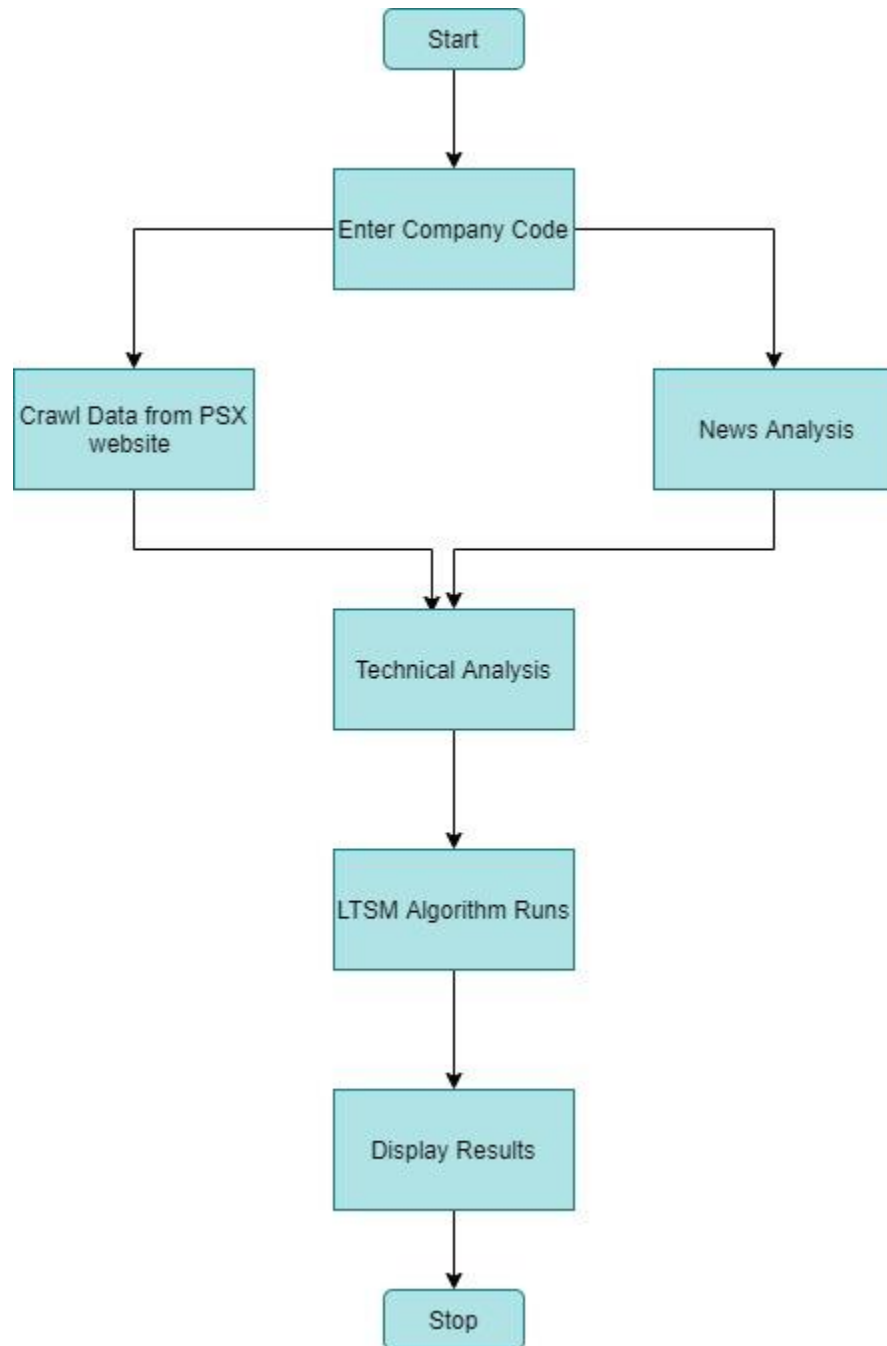 Start
Enter Company Code
Crawl Data from PSX
website
News Analysis
Technical Analysis
LTSM Algorithm Runs
Display Results
Stop